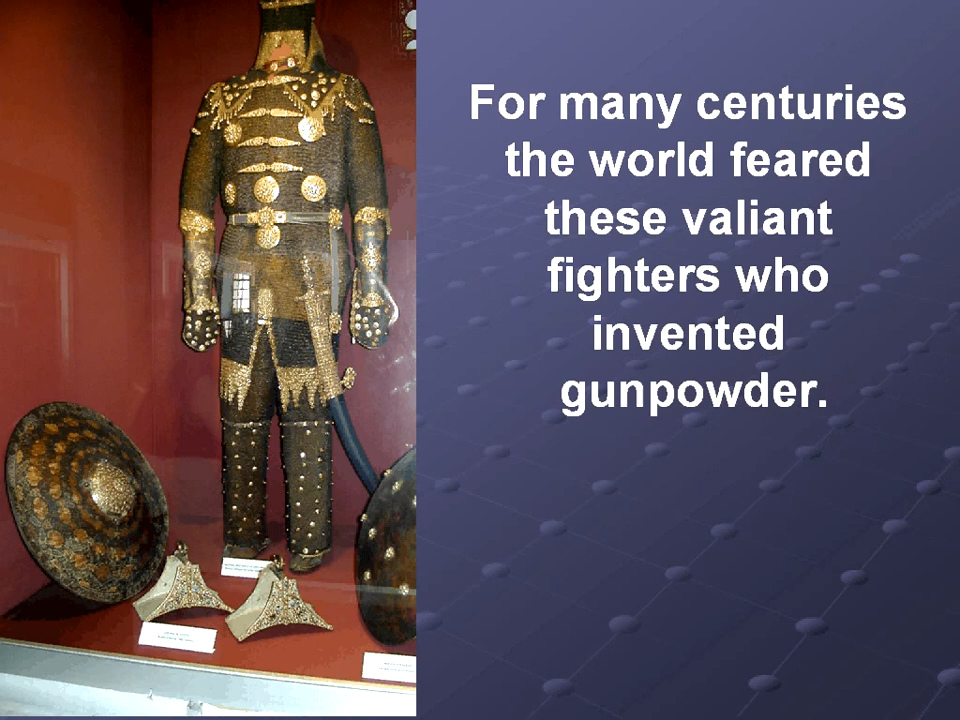 For many centuries
the world feared
these valiant
fighters who
invented
gunpowder.